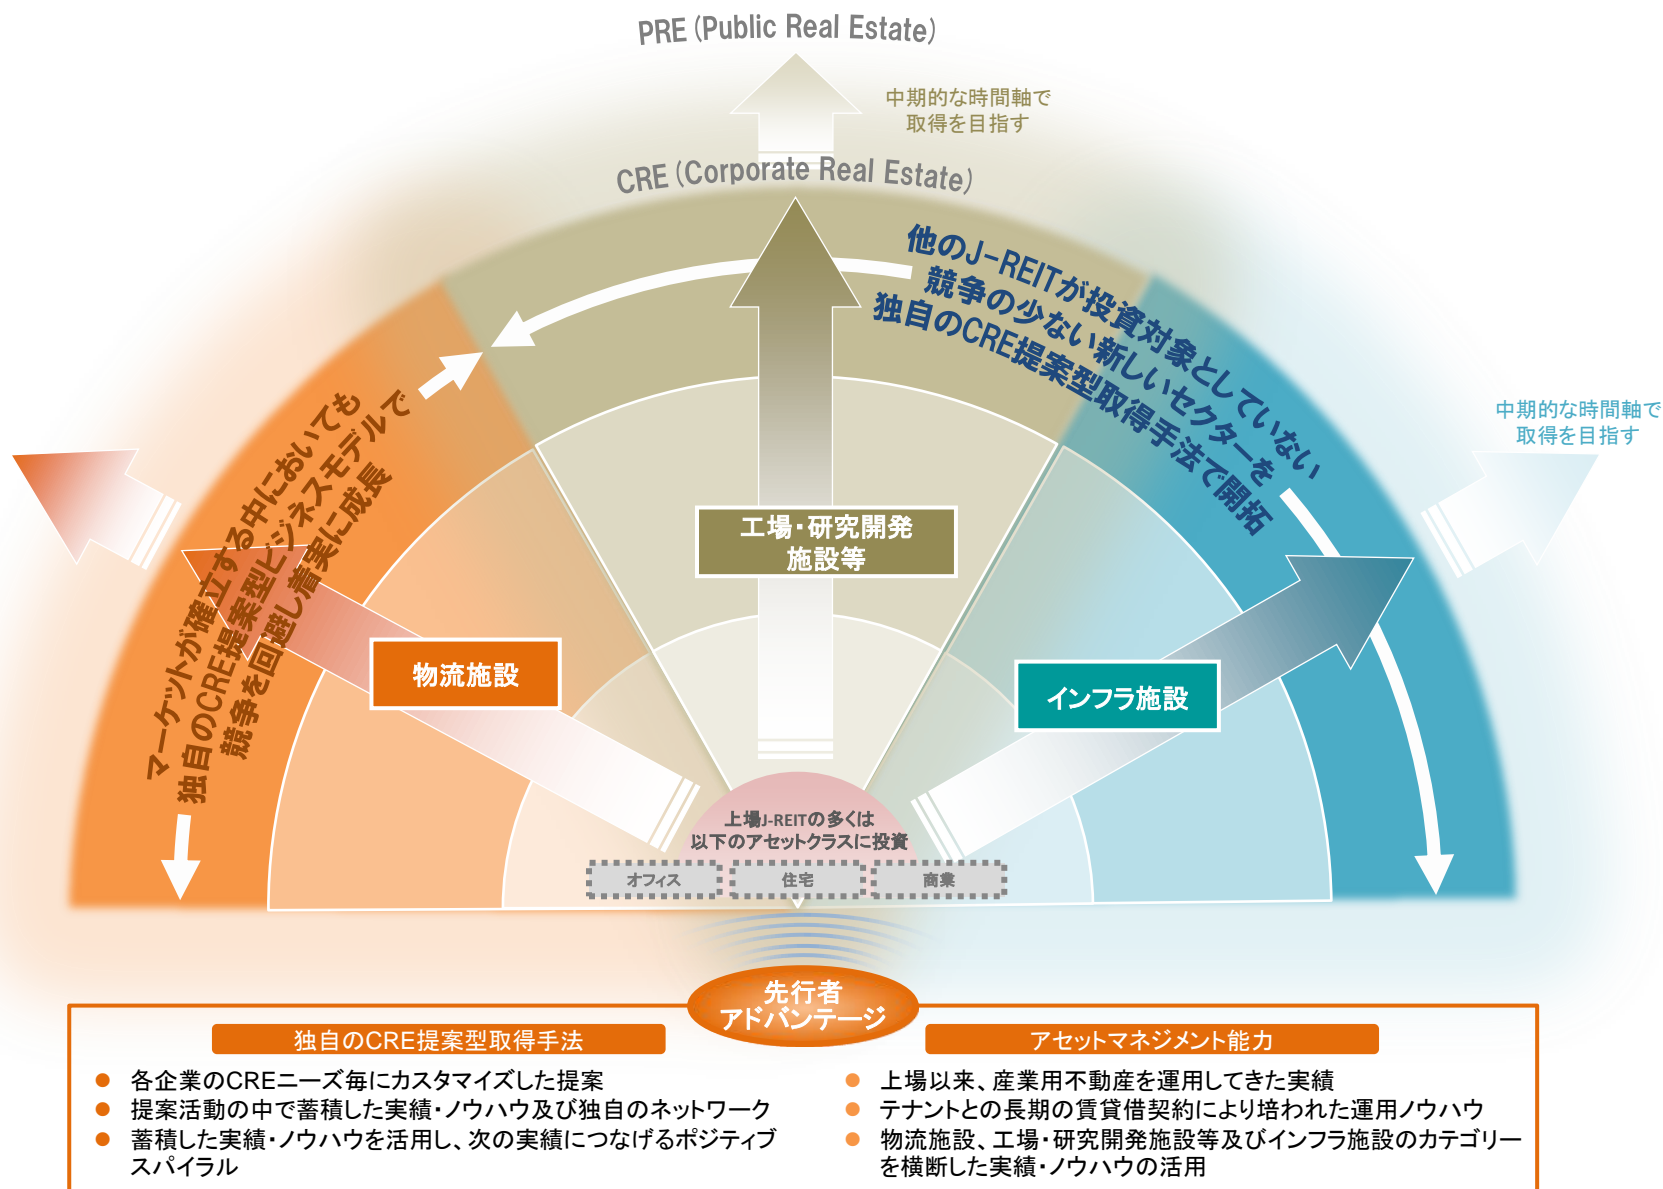 PRE (Public Real Estate)
中期的な時間軸で
取得を目指す
CRE (Corporate Real Estate)
他のJ-REITが投資対象としていない
競争の少ない新しいセクターを
独自のCRE提案型取得手法で開拓
中期的な時間軸で
取得を目指す
マーケットが確立する中においても
独自のCRE提案型ビジネスモデルで
競争を回避し着実に成長
工場・研究開発
施設等
物流施設
インフラ施設
上場J-REITの多くは
以下のアセットクラスに投資
オフィス
住宅
商業
先行者
アドバンテージ
独自のCRE提案型取得手法
● 各企業のCREニーズ毎にカスタマイズした提案
● 提案活動の中で蓄積した実績・ノウハウ及び独自のネットワーク
● 蓄積した実績・ノウハウを活用し、次の実績につなげるポジティブ
スパイラル
アセットマネジメント能力
● 上場以来、産業用不動産を運用してきた実績
● テナントとの長期の賃貸借契約により培われた運用ノウハウ
● 物流施設、工場・研究開発施設等及びインフラ施設のカテゴリー
を横断した実績・ノウハウの活用